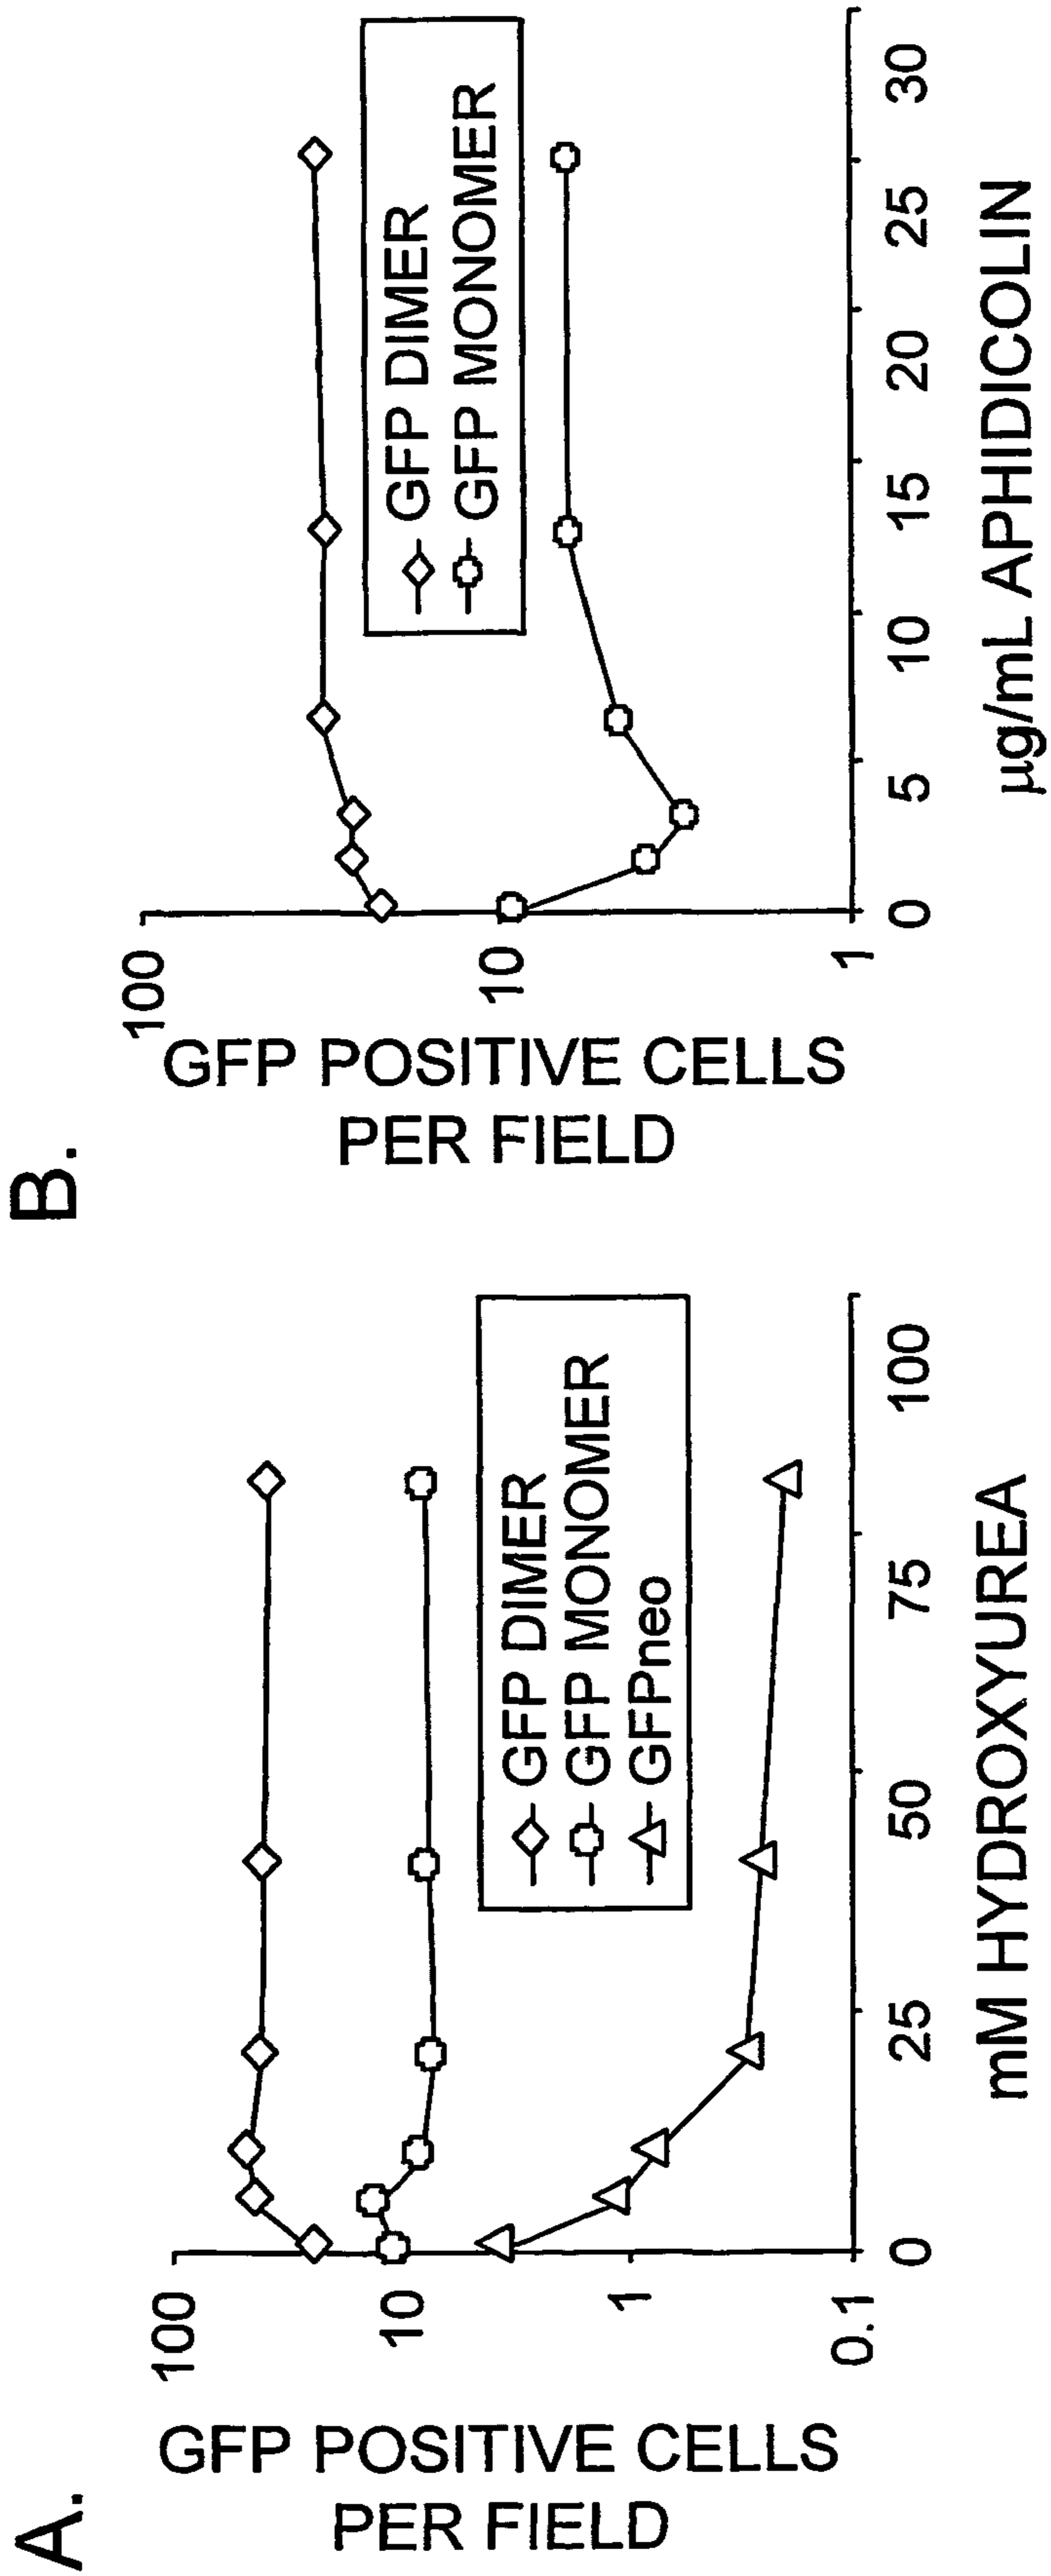 A.
GFP POSITIVE CELLS
PER FIELD
100
10
1
0.1
0
25
50
75
100
mM HYDROXYUREA
GFP DIMER
GFP MONOMER
GFPneo
B.
GFP POSITIVE CELLS
PER FIELD
100
10
1
0
5
10
15
20
25
30
µg/mL APHIDICOLIN
GFP DIMER
GFP MONOMER